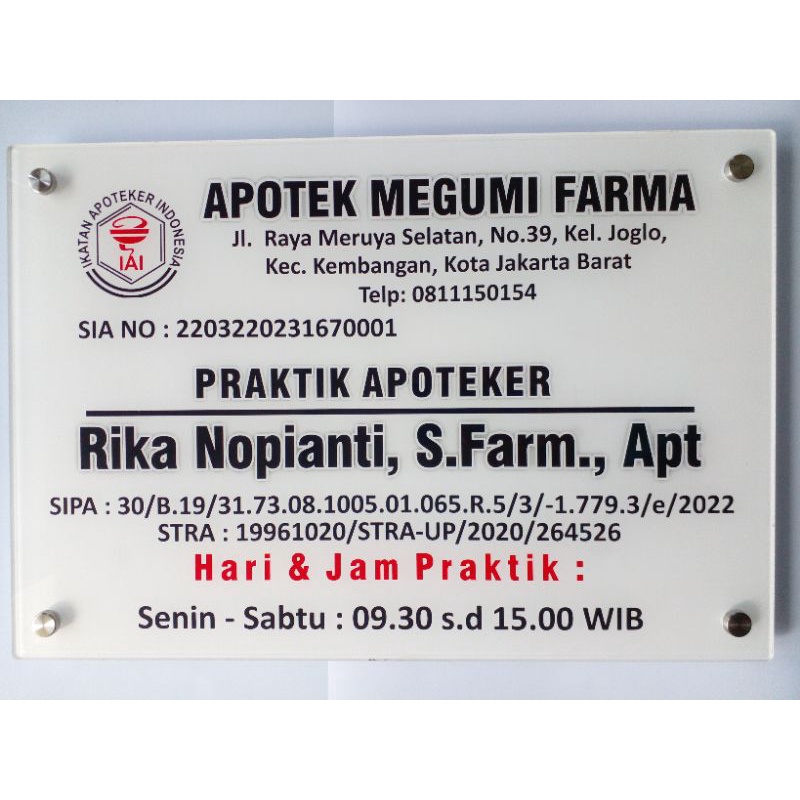 IKATAN APOTEKER INDONESIA
IAI
APOTEK MEGUMI FARMA
Jl. Raya Meruya Selatan, No.39, Kel. Joglo,
Kec. Kembangan, Kota Jakarta Barat
Telp: 0811150154
SIA NO : 2203220231670001
PRAKTIK APOTEKER
Rika Nopianti, S.Farm., Apt
SIPA : 30/B.19/31.73.08.1005.01.065.R.5/3/-1.779.3/e/2022
STRA : 19961020/STRA-UP/2020/264526
Hari & Jam Praktik :
Senin - Sabtu : 09.30 s.d 15.00 WIB